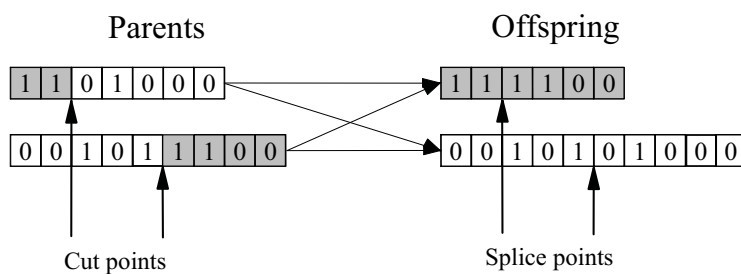 Parents Offspring
1 1 0 1 0 0 0 1 1 1 1 0 0
0 0 1 0 1 1 1 0 0 0 0 1 0 1 0 1 0 0 0
Cut points Splice points